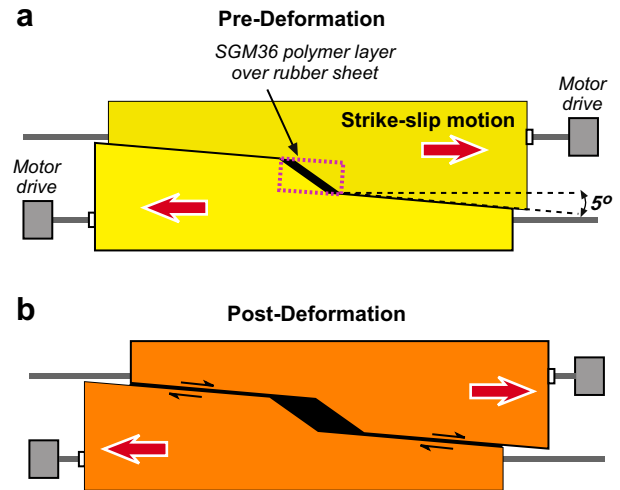 a
Pre-Deformation
SGM36 polymer layer
over rubber sheet
Motor
drive
Strike-slip motion
Motor
drive
5º
b
Post-Deformation